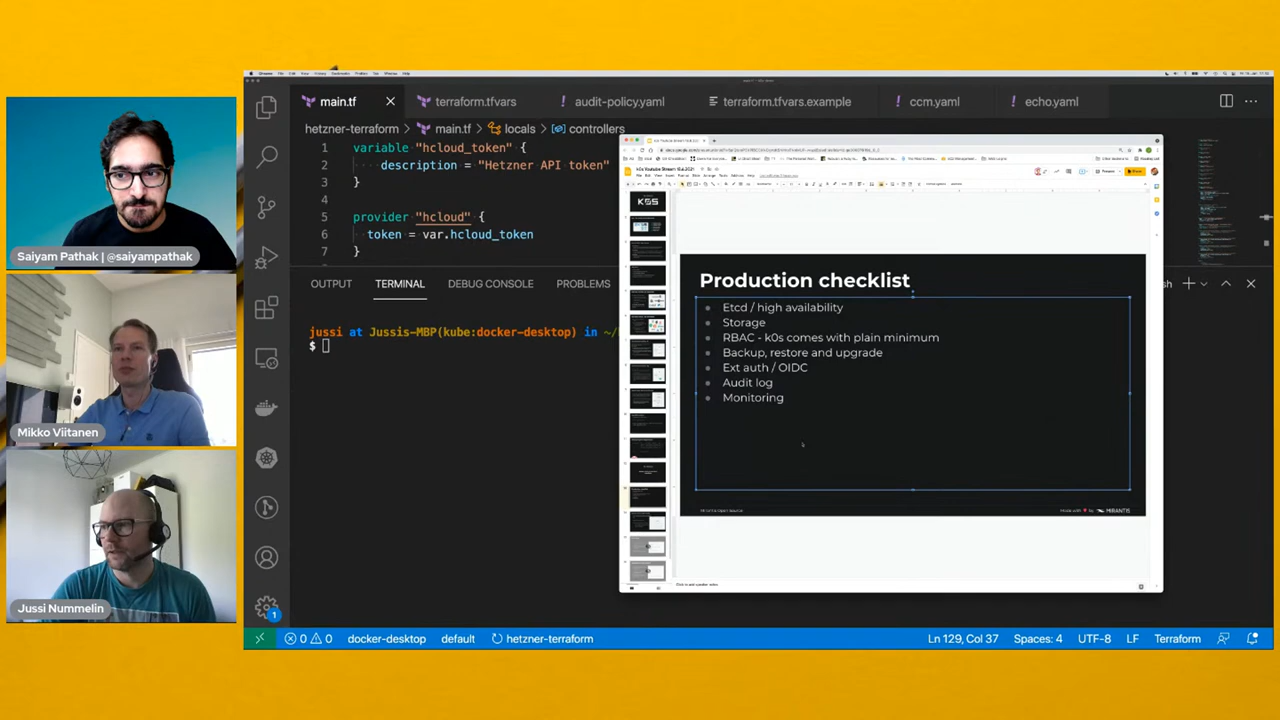 Saiyam Pathak | @saiyampathak
Mikko Viitanen
Jussi Nummelin
main.tf
terraform.tfvars
audit-policy.yaml
terraform.tfvars.example
ccm.yaml
echo.yaml
hetzner-terraform > main.tf > locals > controllers
1 variable "hcloud_token" {
2 description = "Hetzner API token"
3 }
4
5 provider "hcloud" {
6 token = var.hcloud_token
7 }
OUTPUT TERMINAL DEBUG CONSOLE PROBLEMS
jussi at Jussis-MBP(kube:docker-desktop) in ~/
$
K0S
Production checklist
Etcd / high availability
Storage
RBAC - k0s comes with plain minimum
Backup, restore and upgrade
Ext auth / OIDC
Audit log
Monitoring
MIRANTIS
1
0 0 docker-desktop default hetzner-terraform Ln 129, Col 37 Spaces: 4 UTF-8 LF Terraform